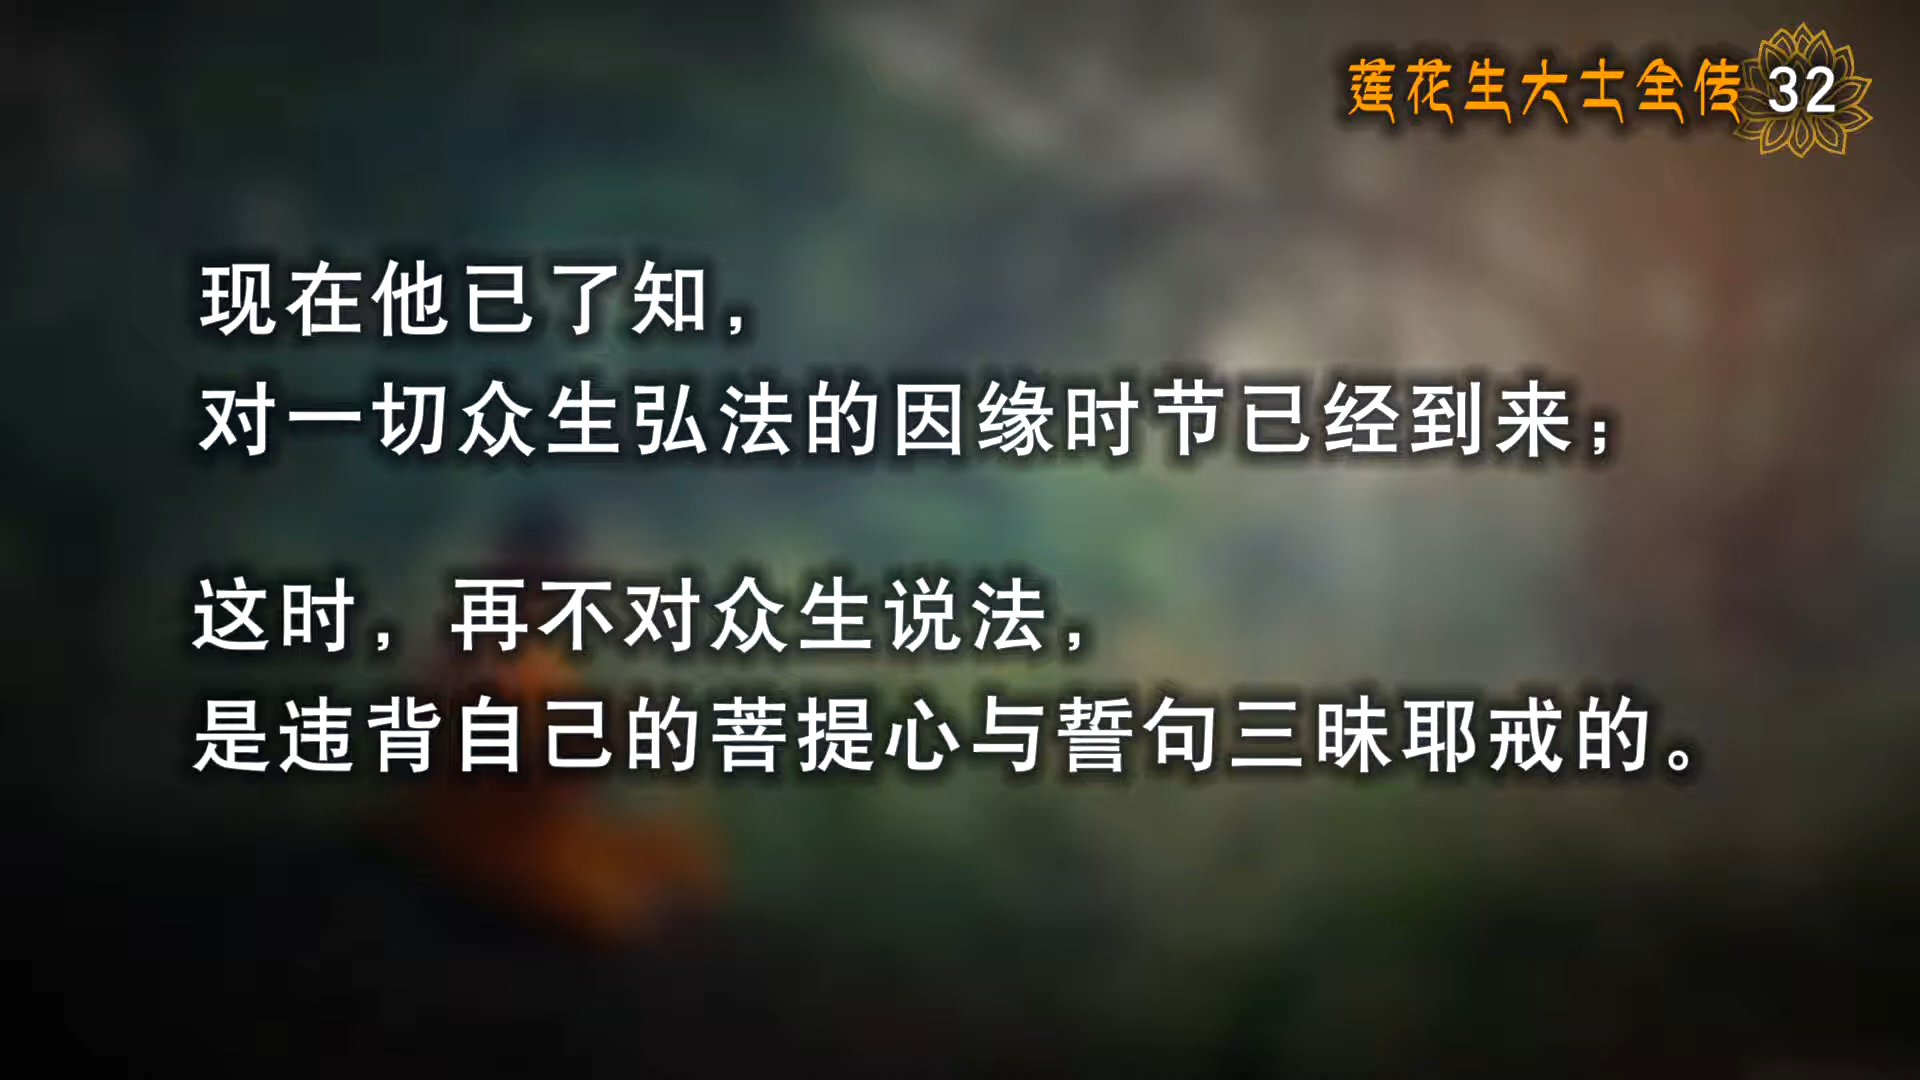 莲花生大士全传 32
现在他已了知，
对一切众生弘法的因缘时节已经到来；
这时，再不对众生说法，
是违背自己的菩提心与誓句三昧耶戒的。